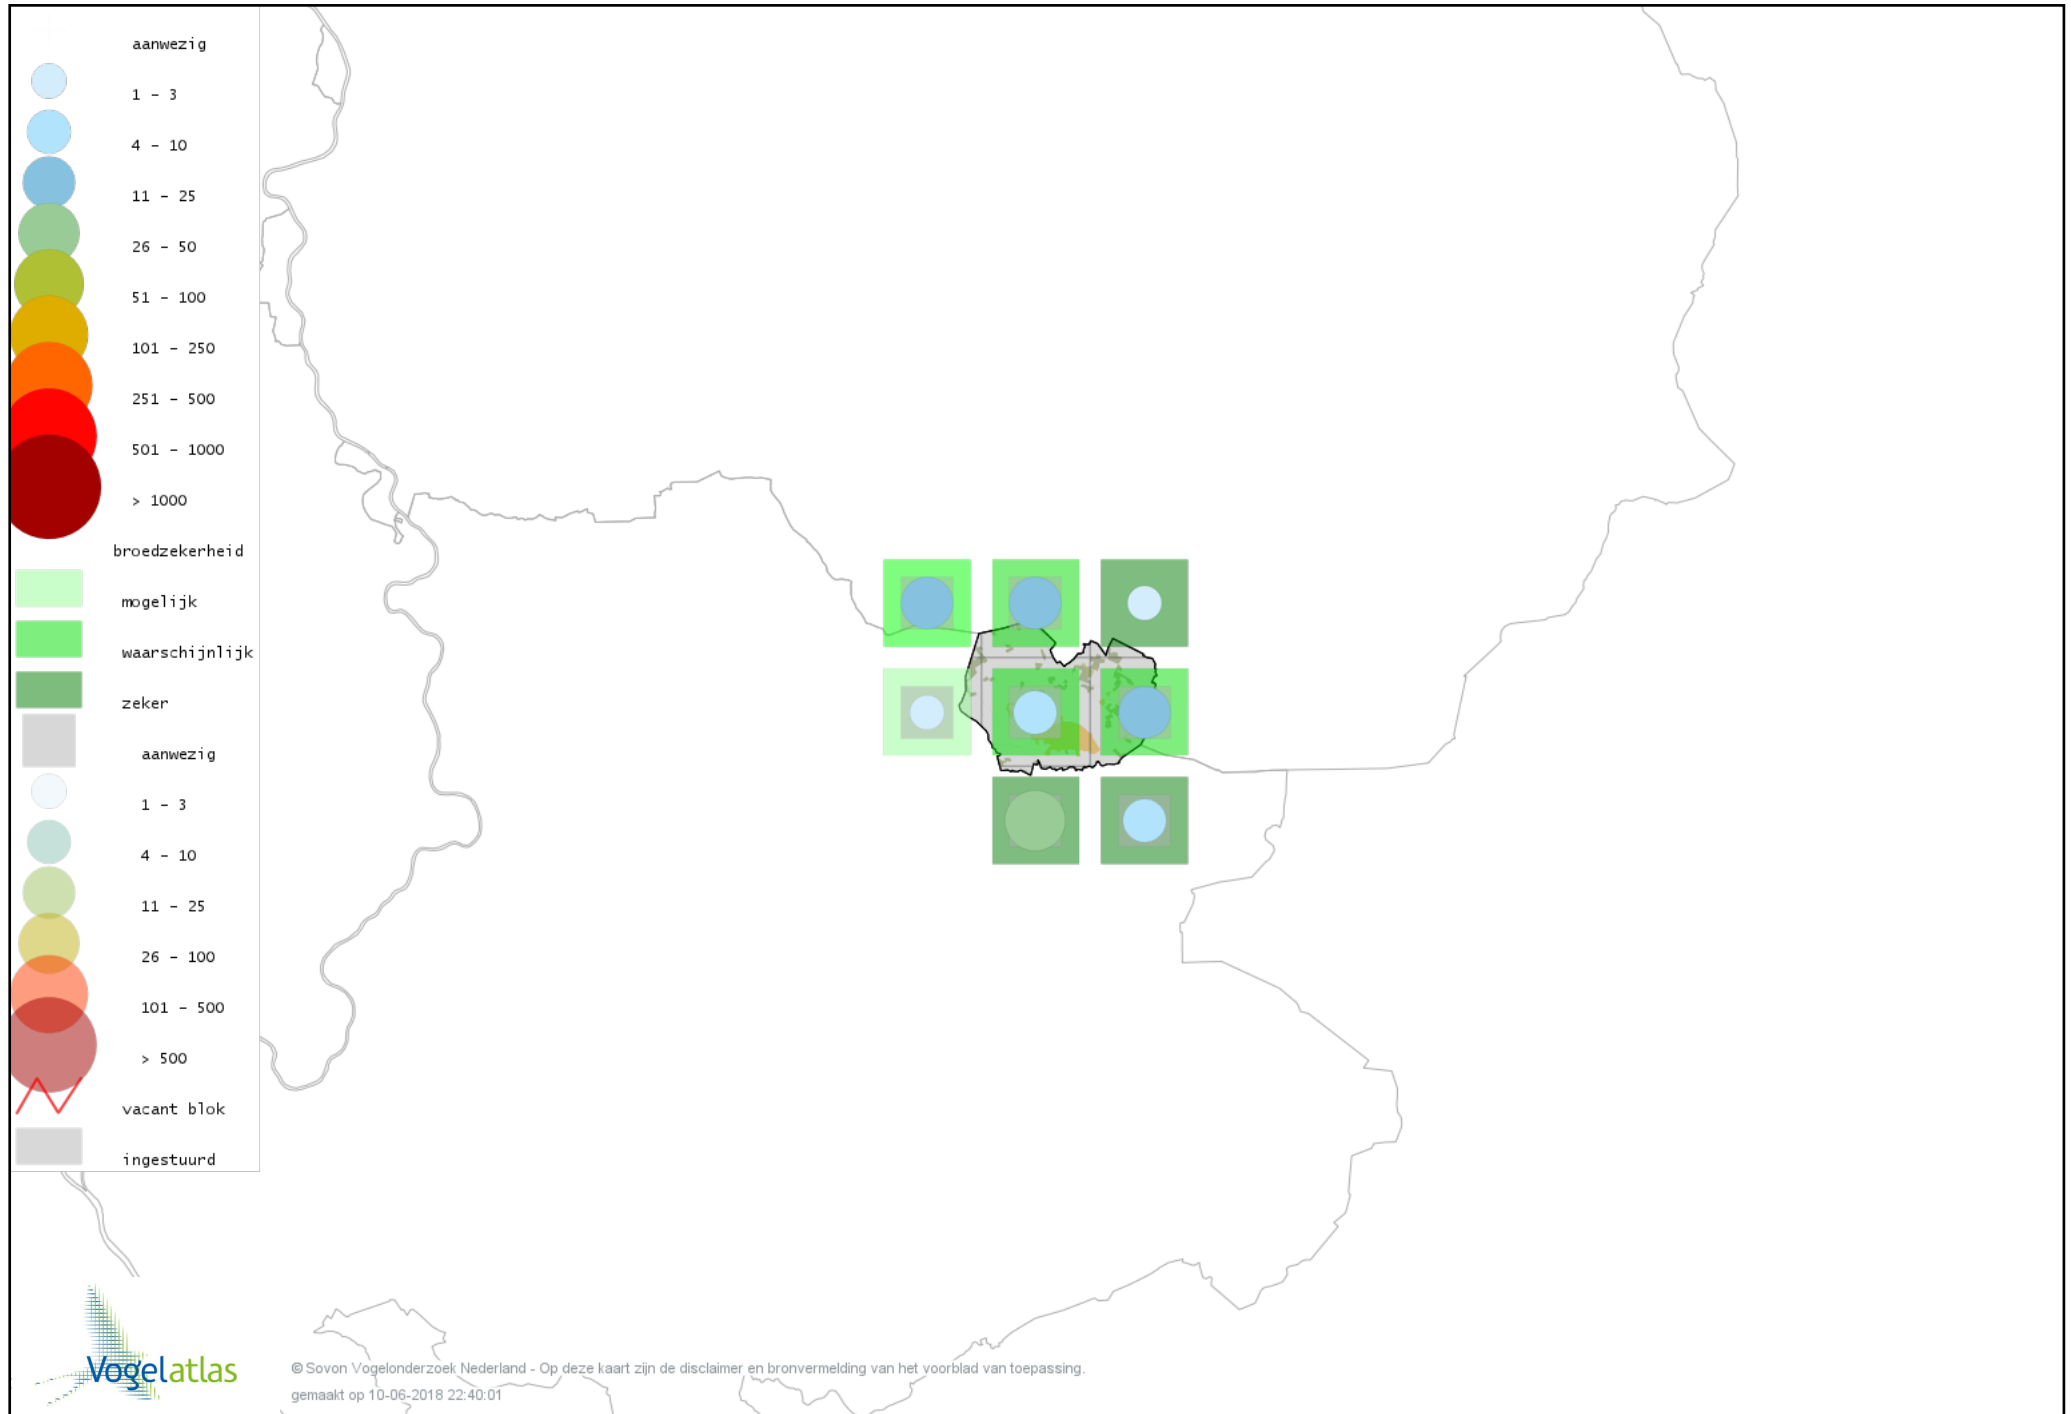 aanwezig
1 - 3
4 - 10
11 - 25
26 - 50
51 - 100
101 - 250
251 - 500
501 - 1000
> 1000
broedzekerheid
mogelijk
waarschijnlijk
zeker
aanwezig
1 - 3
4 - 10
11 - 25
26 - 100
101 - 500
> 500
vacant blok
ingestuurd
Vogelatlas
© Sovon Vogelonderzoek Nederland - Op deze kaart zijn de disclaimer en bronvermelding van het voorblad van toepassing.
gemaakt op 10-06-2018 22:40:01